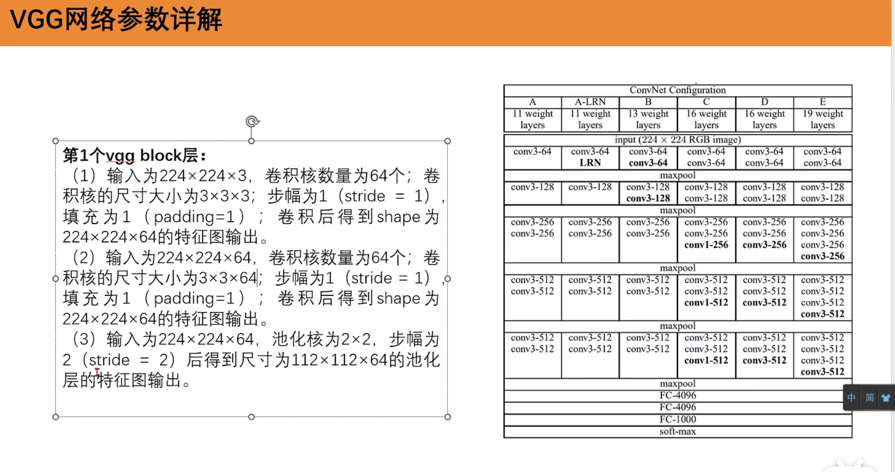 VGG网络参数详解
第1个vgg block层：
（1）输入为224×224×3，卷积核数量为64个；卷
积核的尺寸大小为3×3×3；步幅为1（stride = 1），
填充为1（padding=1）；卷积后得到shape为
224×224×64的特征图输出。
（2）输入为224×224×64，卷积核数量为64个；卷
积核的尺寸大小为3×3×64；步幅为1（stride = 1），
填充为1（padding=1）；卷积后得到shape为
224×224×64的特征图输出。
（3）输入为224×224×64，池化核为2×2，步幅为
2（stride = 2）后得到尺寸为112×112×64的池化
层的特征图输出。
ConvNet Configuration
A A-LRN B C D E
11 weight 11 weight 13 weight 16 weight 16 weight 19 weight
layers layers layers layers layers layers
input (224 × 224 RGB image)
conv3-64 conv3-64 conv3-64 conv3-64 conv3-64 conv3-64
LRN conv3-64 conv3-64 conv3-64 conv3-64
maxpool
conv3-128 conv3-128 conv3-128 conv3-128 conv3-128 conv3-128
conv3-128 conv3-128 conv3-128 conv3-128
maxpool
conv3-256 conv3-256 conv3-256 conv3-256 conv3-256 conv3-256
conv3-256 conv3-256 conv3-256 conv3-256 conv3-256 conv3-256
conv1-256 conv3-256 conv3-256
conv3-256
maxpool
conv3-512 conv3-512 conv3-512 conv3-512 conv3-512 conv3-512
conv3-512 conv3-512 conv3-512 conv3-512 conv3-512 conv3-512
conv1-512 conv3-512 conv3-512
conv3-512
maxpool
conv3-512 conv3-512 conv3-512 conv3-512 conv3-512 conv3-512
conv3-512 conv3-512 conv3-512 conv3-512 conv3-512 conv3-512
conv1-512 conv3-512 conv3-512
conv3-512
maxpool
FC-4096
FC-4096
FC-1000
soft-max
中 简